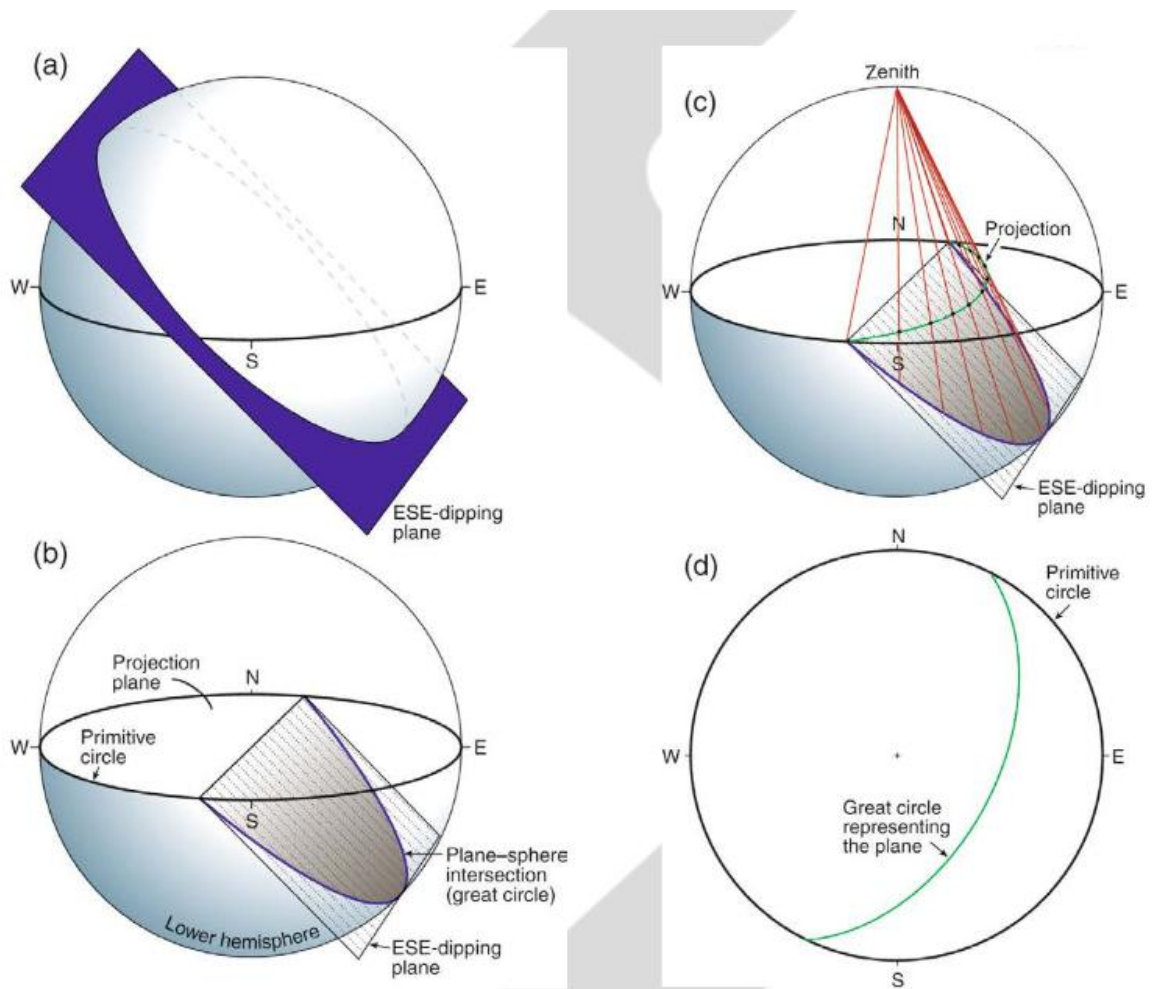 (a)
W
E
S
ESE-dipping
plane
(b)
Projection
plane
N
Primitive
circle
W
E
S
Plane–sphere
intersection
(great circle)
Lower hemisphere
ESE-dipping
plane
(c)
Zenith
N
Projection
W
E
S
ESE-dipping
plane
(d)
N
Primitive
circle
W
E
Great circle
representing
the plane
S